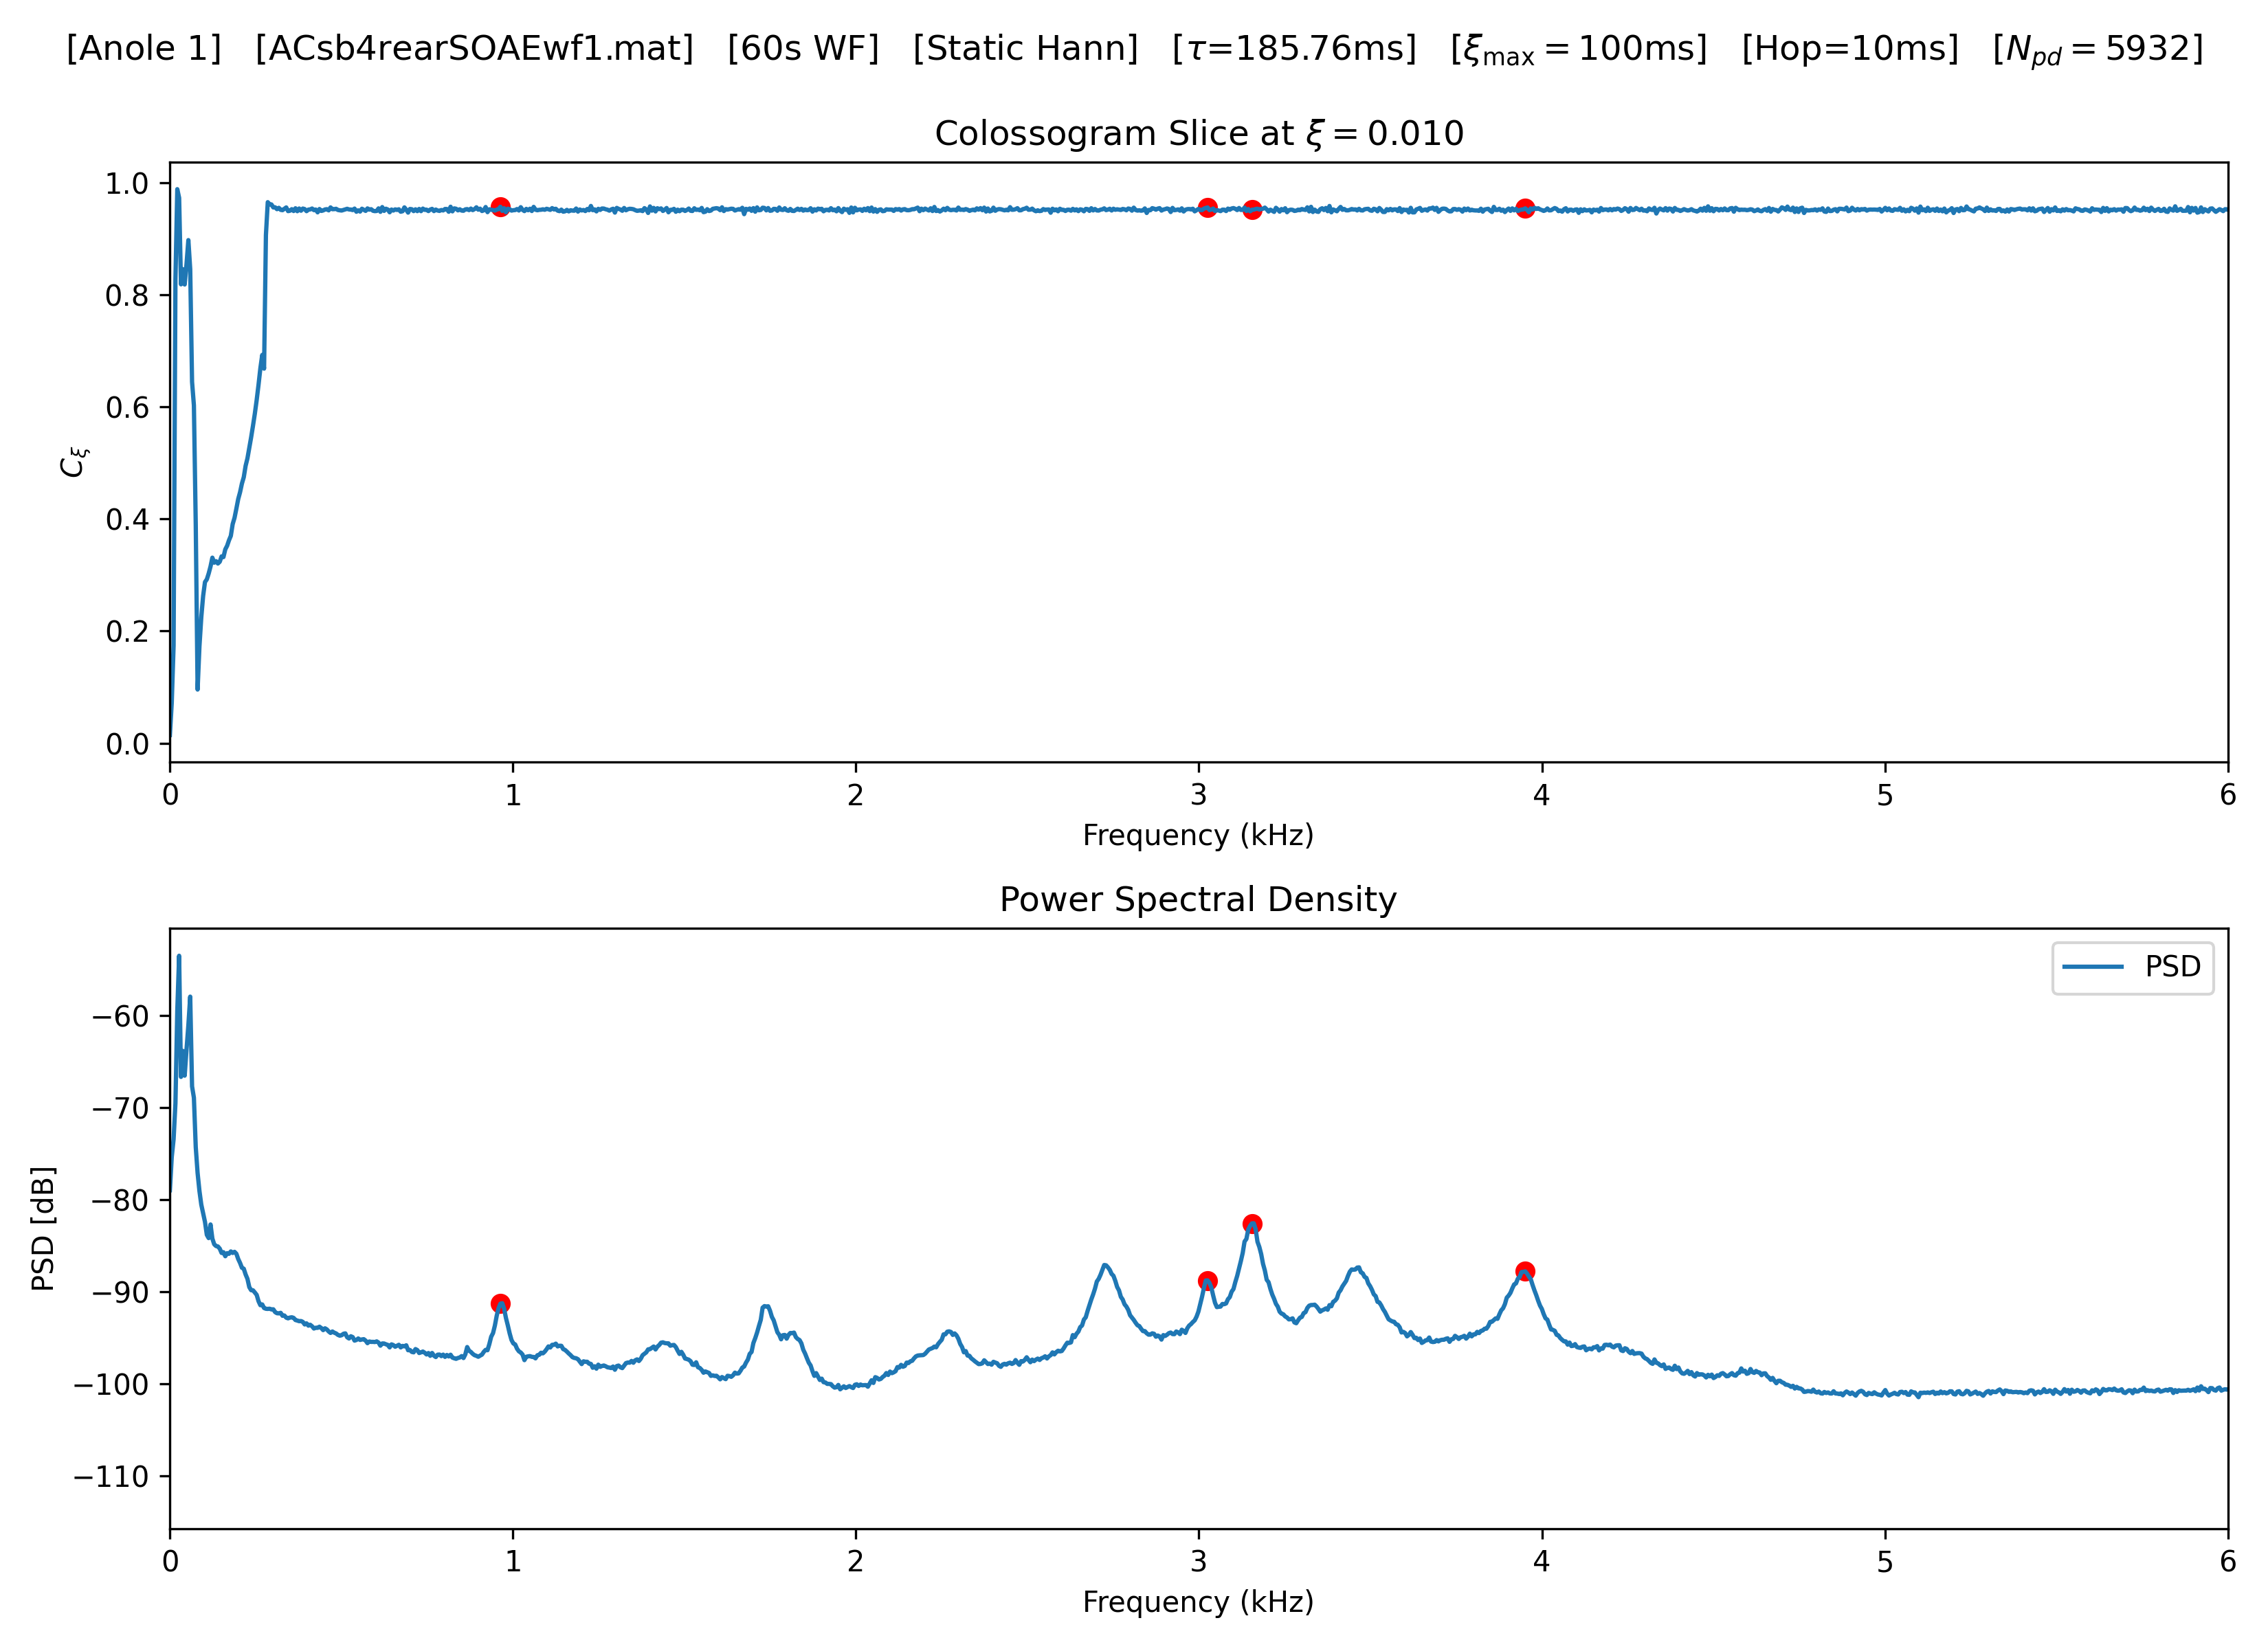 [Anole 1] [ACsb4rearSOAEwf1.mat] [60s WF] [Static Hann] [τ=185.76ms] [ξmax = 100ms] [Hop=10ms] [Npd = 5932]
Colossogram Slice at ξ = 0.010
1.0
0.8
0.6
0.4
0.2
0.0
Cξ
0 1 2 3 4 5 6
Frequency (kHz)
Power Spectral Density
PSD
−60
−70
−80
−90
−100
−110
PSD [dB]
0 1 2 3 4 5 6
Frequency (kHz)